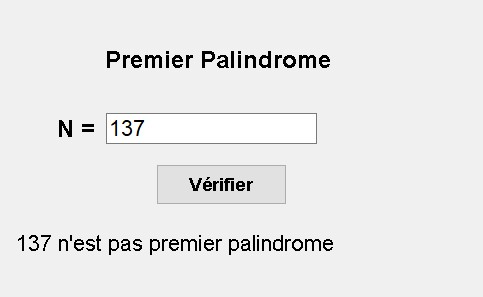 Premier Palindrome
N = 137
Vérifier
137 n'est pas premier palindrome